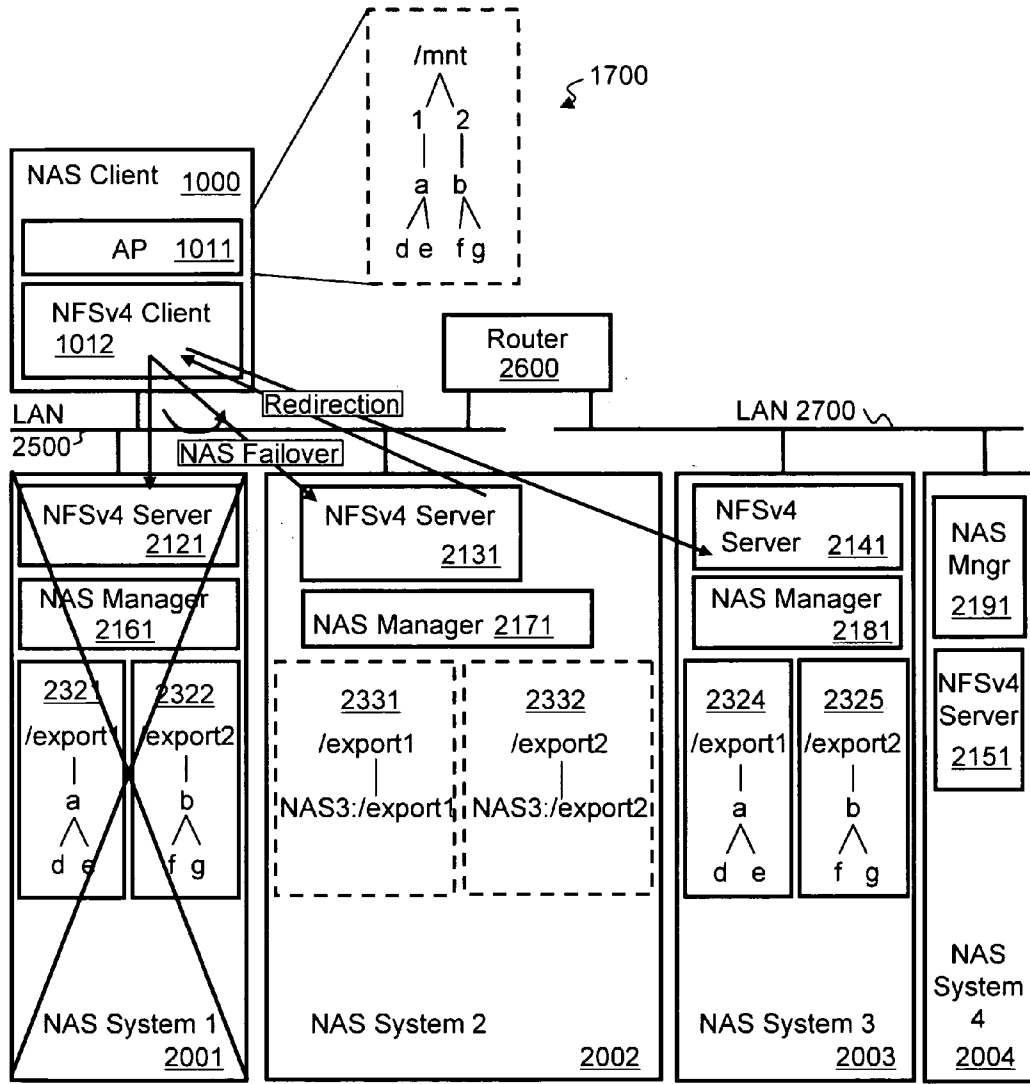 /mnt
1 2
a b
d e f g
1700
NAS Client 1000
AP 1011
NFSv4 Client
1012
Router
2600
Redirection
LAN
2500
LAN 2700
NAS Failover
NFSv4 Server
2121
NAS Manager
2161
2321
/export1
a
d e
2322
/export2
b
f g
NAS System 1
2001
NFSv4 Server
2131
NAS Manager 2171
2331
/export1
NAS3:/export1
2332
/export2
NAS3:/export2
NAS System 2
2002
NFSv4
Server 2141
NAS Manager
2181
2324
/export1
a
d e
2325
/export2
b
f g
NAS System 3
2003
NAS
Mngr
2191
NFSv4
Server
2151
NAS
System
4
2004